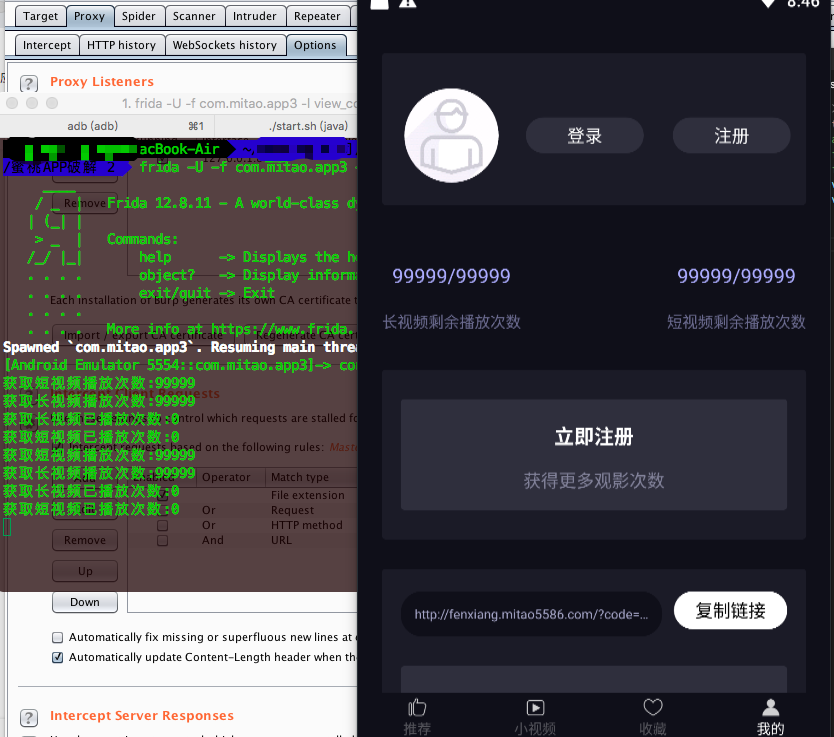 Target Proxy Spider Scanner Intruder Repeater
Intercept HTTP history WebSockets history Options
? Proxy Listeners
1. frida -U -f com.mitao.app3 -l view_co
adb (adb) ⌘1 ./start.sh (java)
acBook-Air
frida -U -f com.mitao.app3
Remove
Frida 12.8.11 - A world-class dy
Commands:
help -> Displays the he
object? -> Display informa
exit/quit -> Exit
Each installation of Burp generates its own CA certificate t
More info at https://www.frida.
Import / export CA certificate Regenerate CA certificate
Spawned `com.mitao.app3`. Resuming main thre
[Android Emulator 5554::com.mitao.app3]-> con
获取短视频播放次数:99999
获取长视频播放次数:99999
获取长视频已播放次数:0
获取短视频已播放次数:0
获取短视频播放次数:99999
获取长视频播放次数:99999
获取长视频已播放次数:0
获取短视频已播放次数:0
control which requests are stalled fo
Intercept requests based on the following rules: Maste
Operator Match type
File extension
Or Request
Or HTTP method
And URL
Remove
Up
Down
Automatically fix missing or superfluous new lines at e
Automatically update Content-Length header when the
? Intercept Server Responses
8:46
登录 注册
99999/99999 99999/99999
长视频剩余播放次数 短视频剩余播放次数
立即注册
获得更多观影次数
http://fenxiang.mitao5586.com/?code=... 复制链接
推荐 小视频 收藏 我的